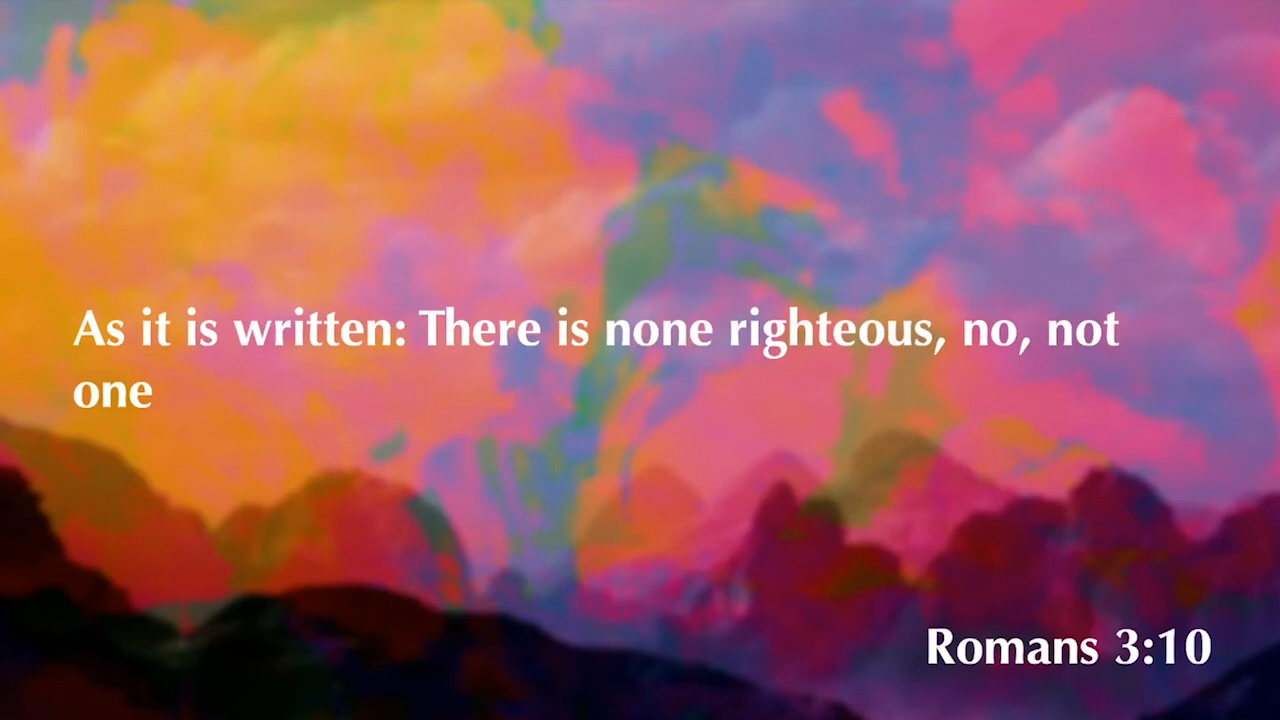 As it is written: There is none righteous, no, not
one
Romans 3:10